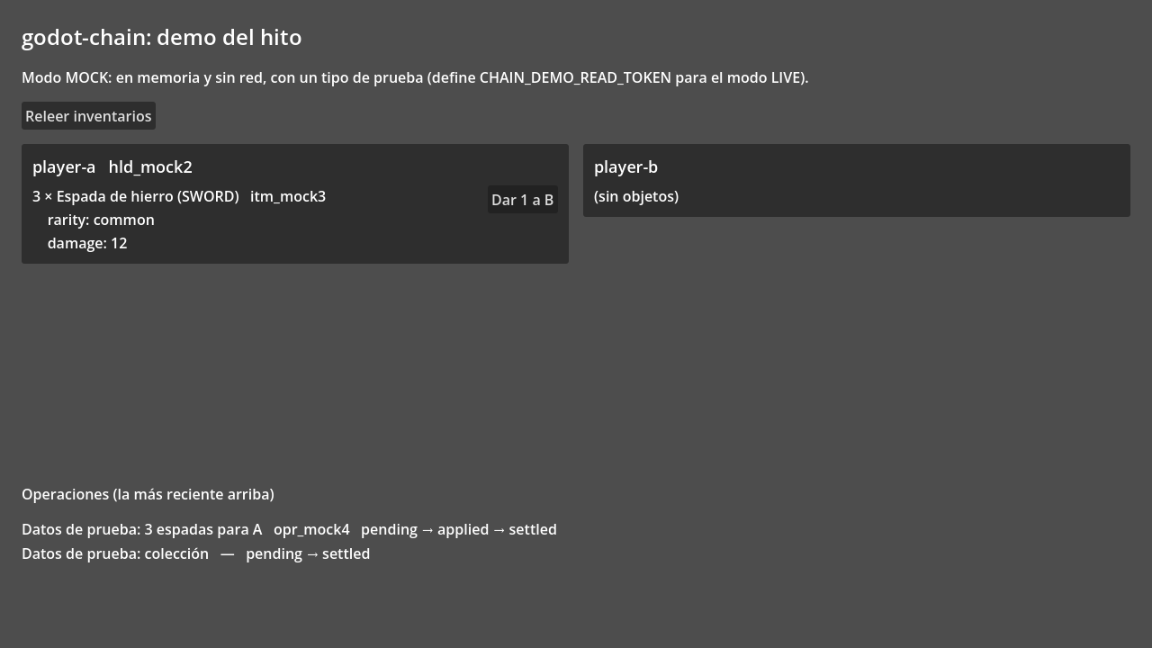 godot-chain: demo del hito
Modo MOCK: en memoria y sin red, con un tipo de prueba (define CHAIN_DEMO_READ_TOKEN para el modo LIVE).
Releer inventarios
player-a hld_mock2
3 × Espada de hierro (SWORD) itm_mock3
Dar 1 a B
rarity: common
damage: 12
player-b
(sin objetos)
Operaciones (la más reciente arriba)
Datos de prueba: 3 espadas para A opr_mock4 pending → applied → settled
Datos de prueba: colección — pending → settled